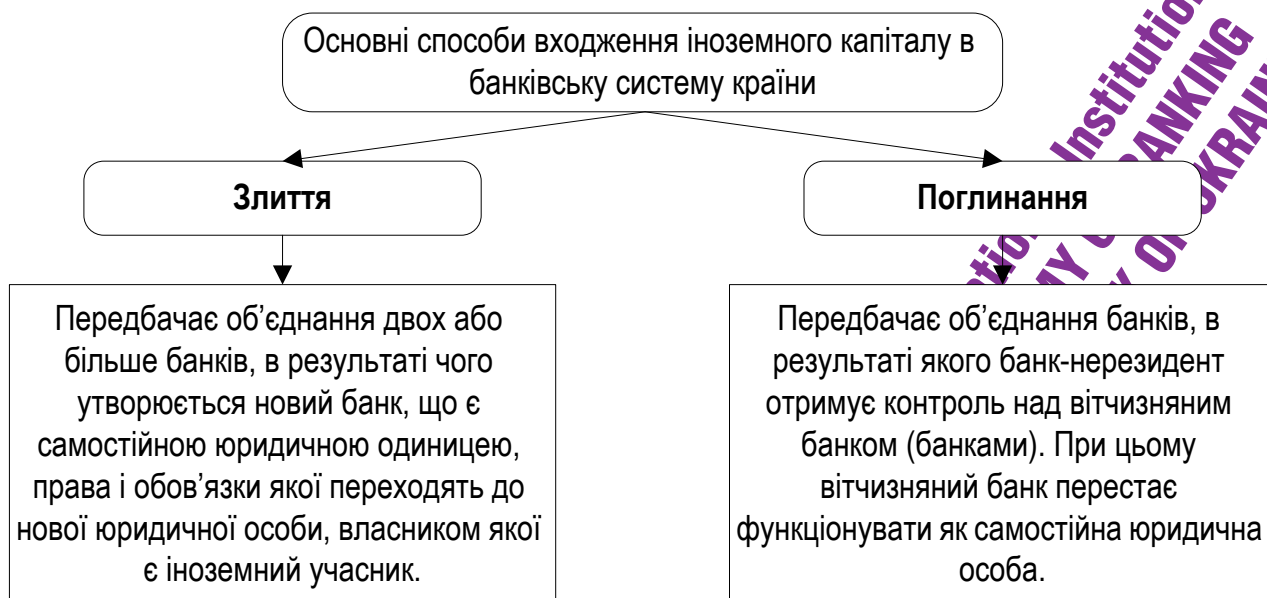 Основні способи входження іноземного капіталу в
банківську систему країни
Злиття
Поглинання
Передбачає об’єднання двох або
більше банків, в результаті чого
утворюється новий банк, що є
самостійною юридичною одиницею,
права і обов’язки якої переходять до
нової юридичної особи, власником якої
є іноземний учасник.
Передбачає об’єднання банків, в
результаті якого банк-нерезидент
отримує контроль над вітчизняним
банком (банками). При цьому
вітчизняний банк перестає
функціонувати як самостійна юридична
особа.